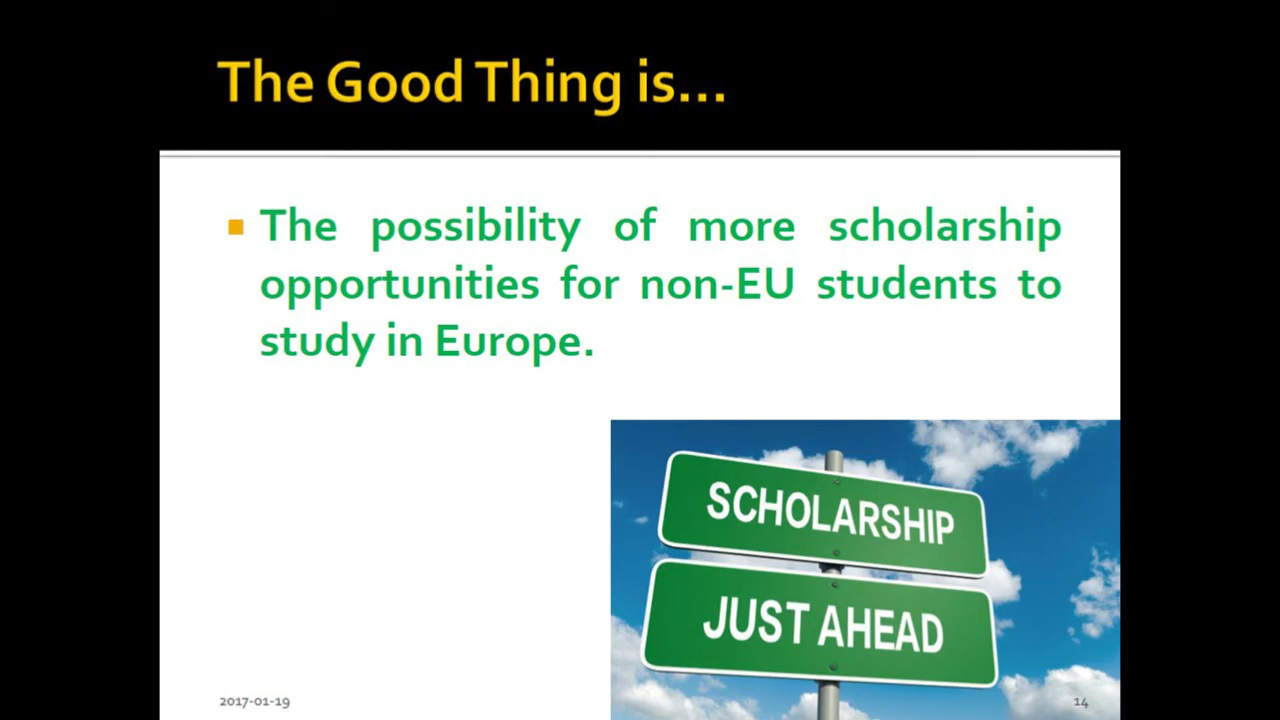 The Good Thing is...
The possibility of more scholarship
opportunities for non-EU students to
study in Europe.
SCHOLARSHIP
JUST AHEAD
2017-01-19
14